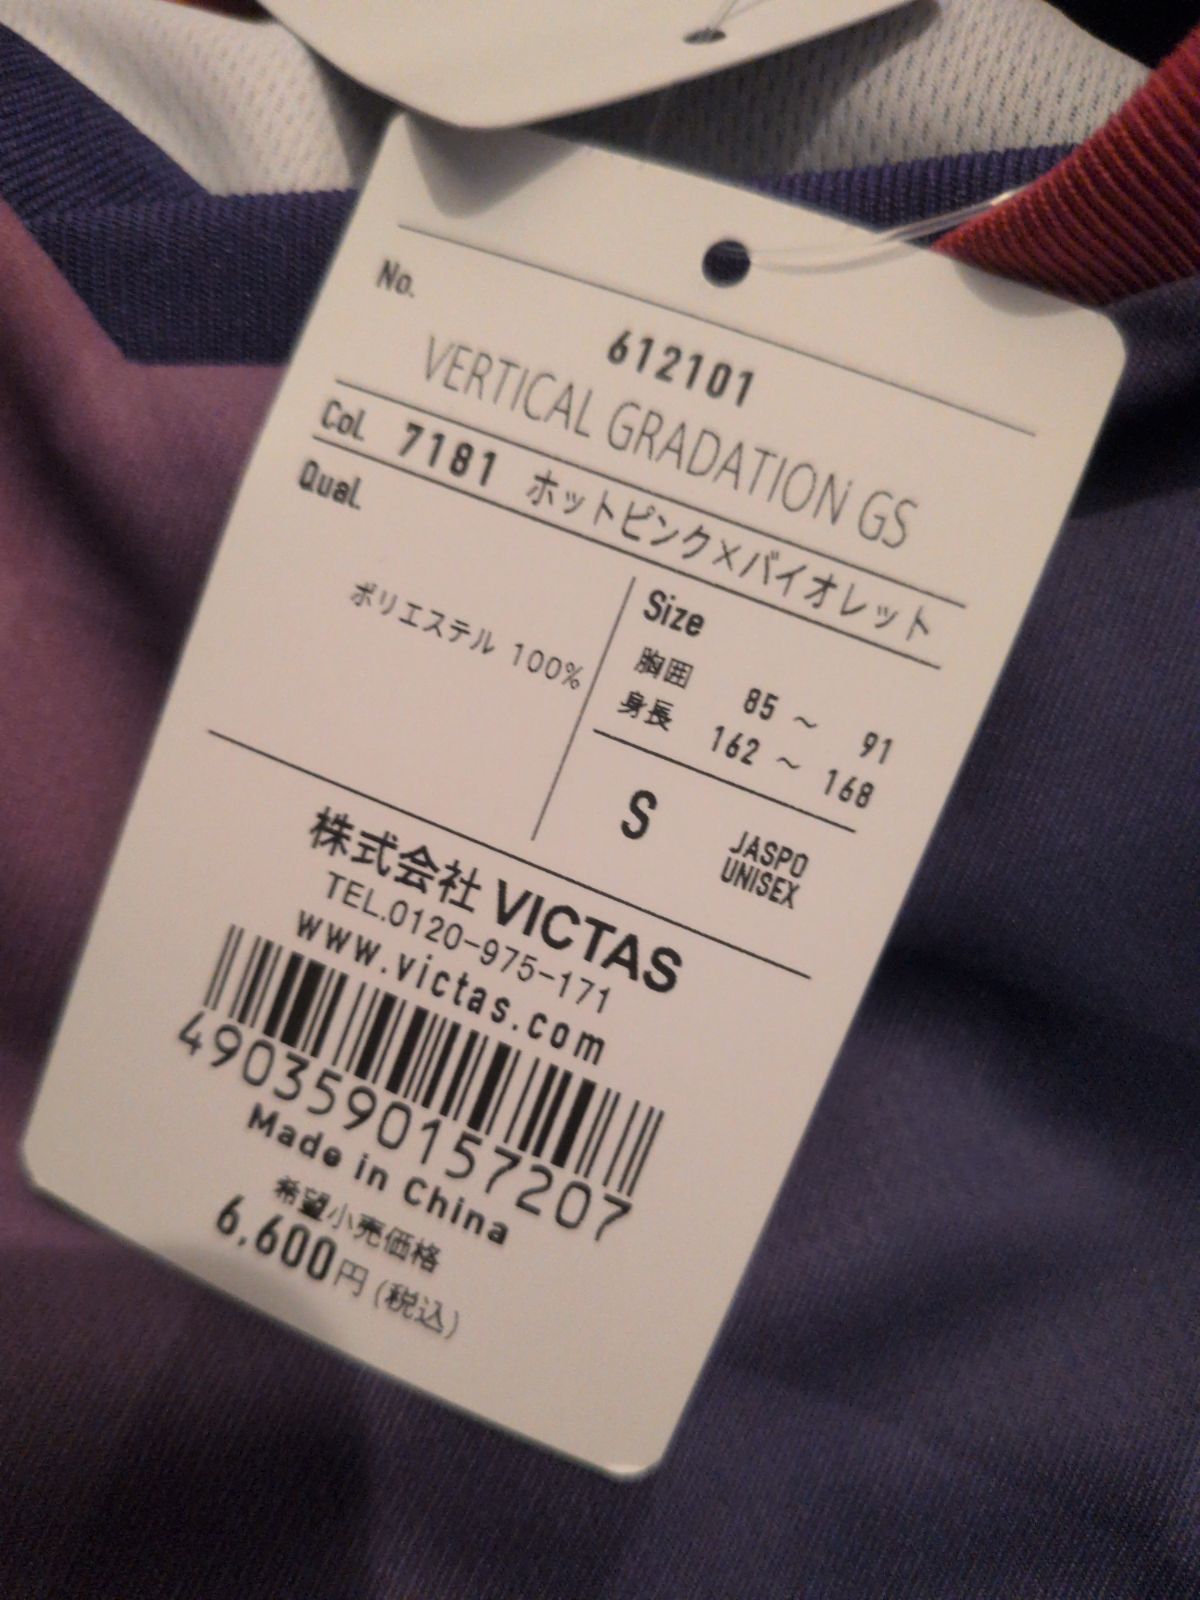 No.
612101
VERTICAL GRADATION GS
Col. 7181 ホットピンク×バイオレット
Qual.
ポリエステル 100%
Size
胸囲 85 ～ 91
身長 162 ～ 168
S
JASPO
UNISEX
株式会社 VICTAS
TEL.0120-975-171
www.victas.com
4903590157207
Made in China
希望小売価格
6,600円 (税込)